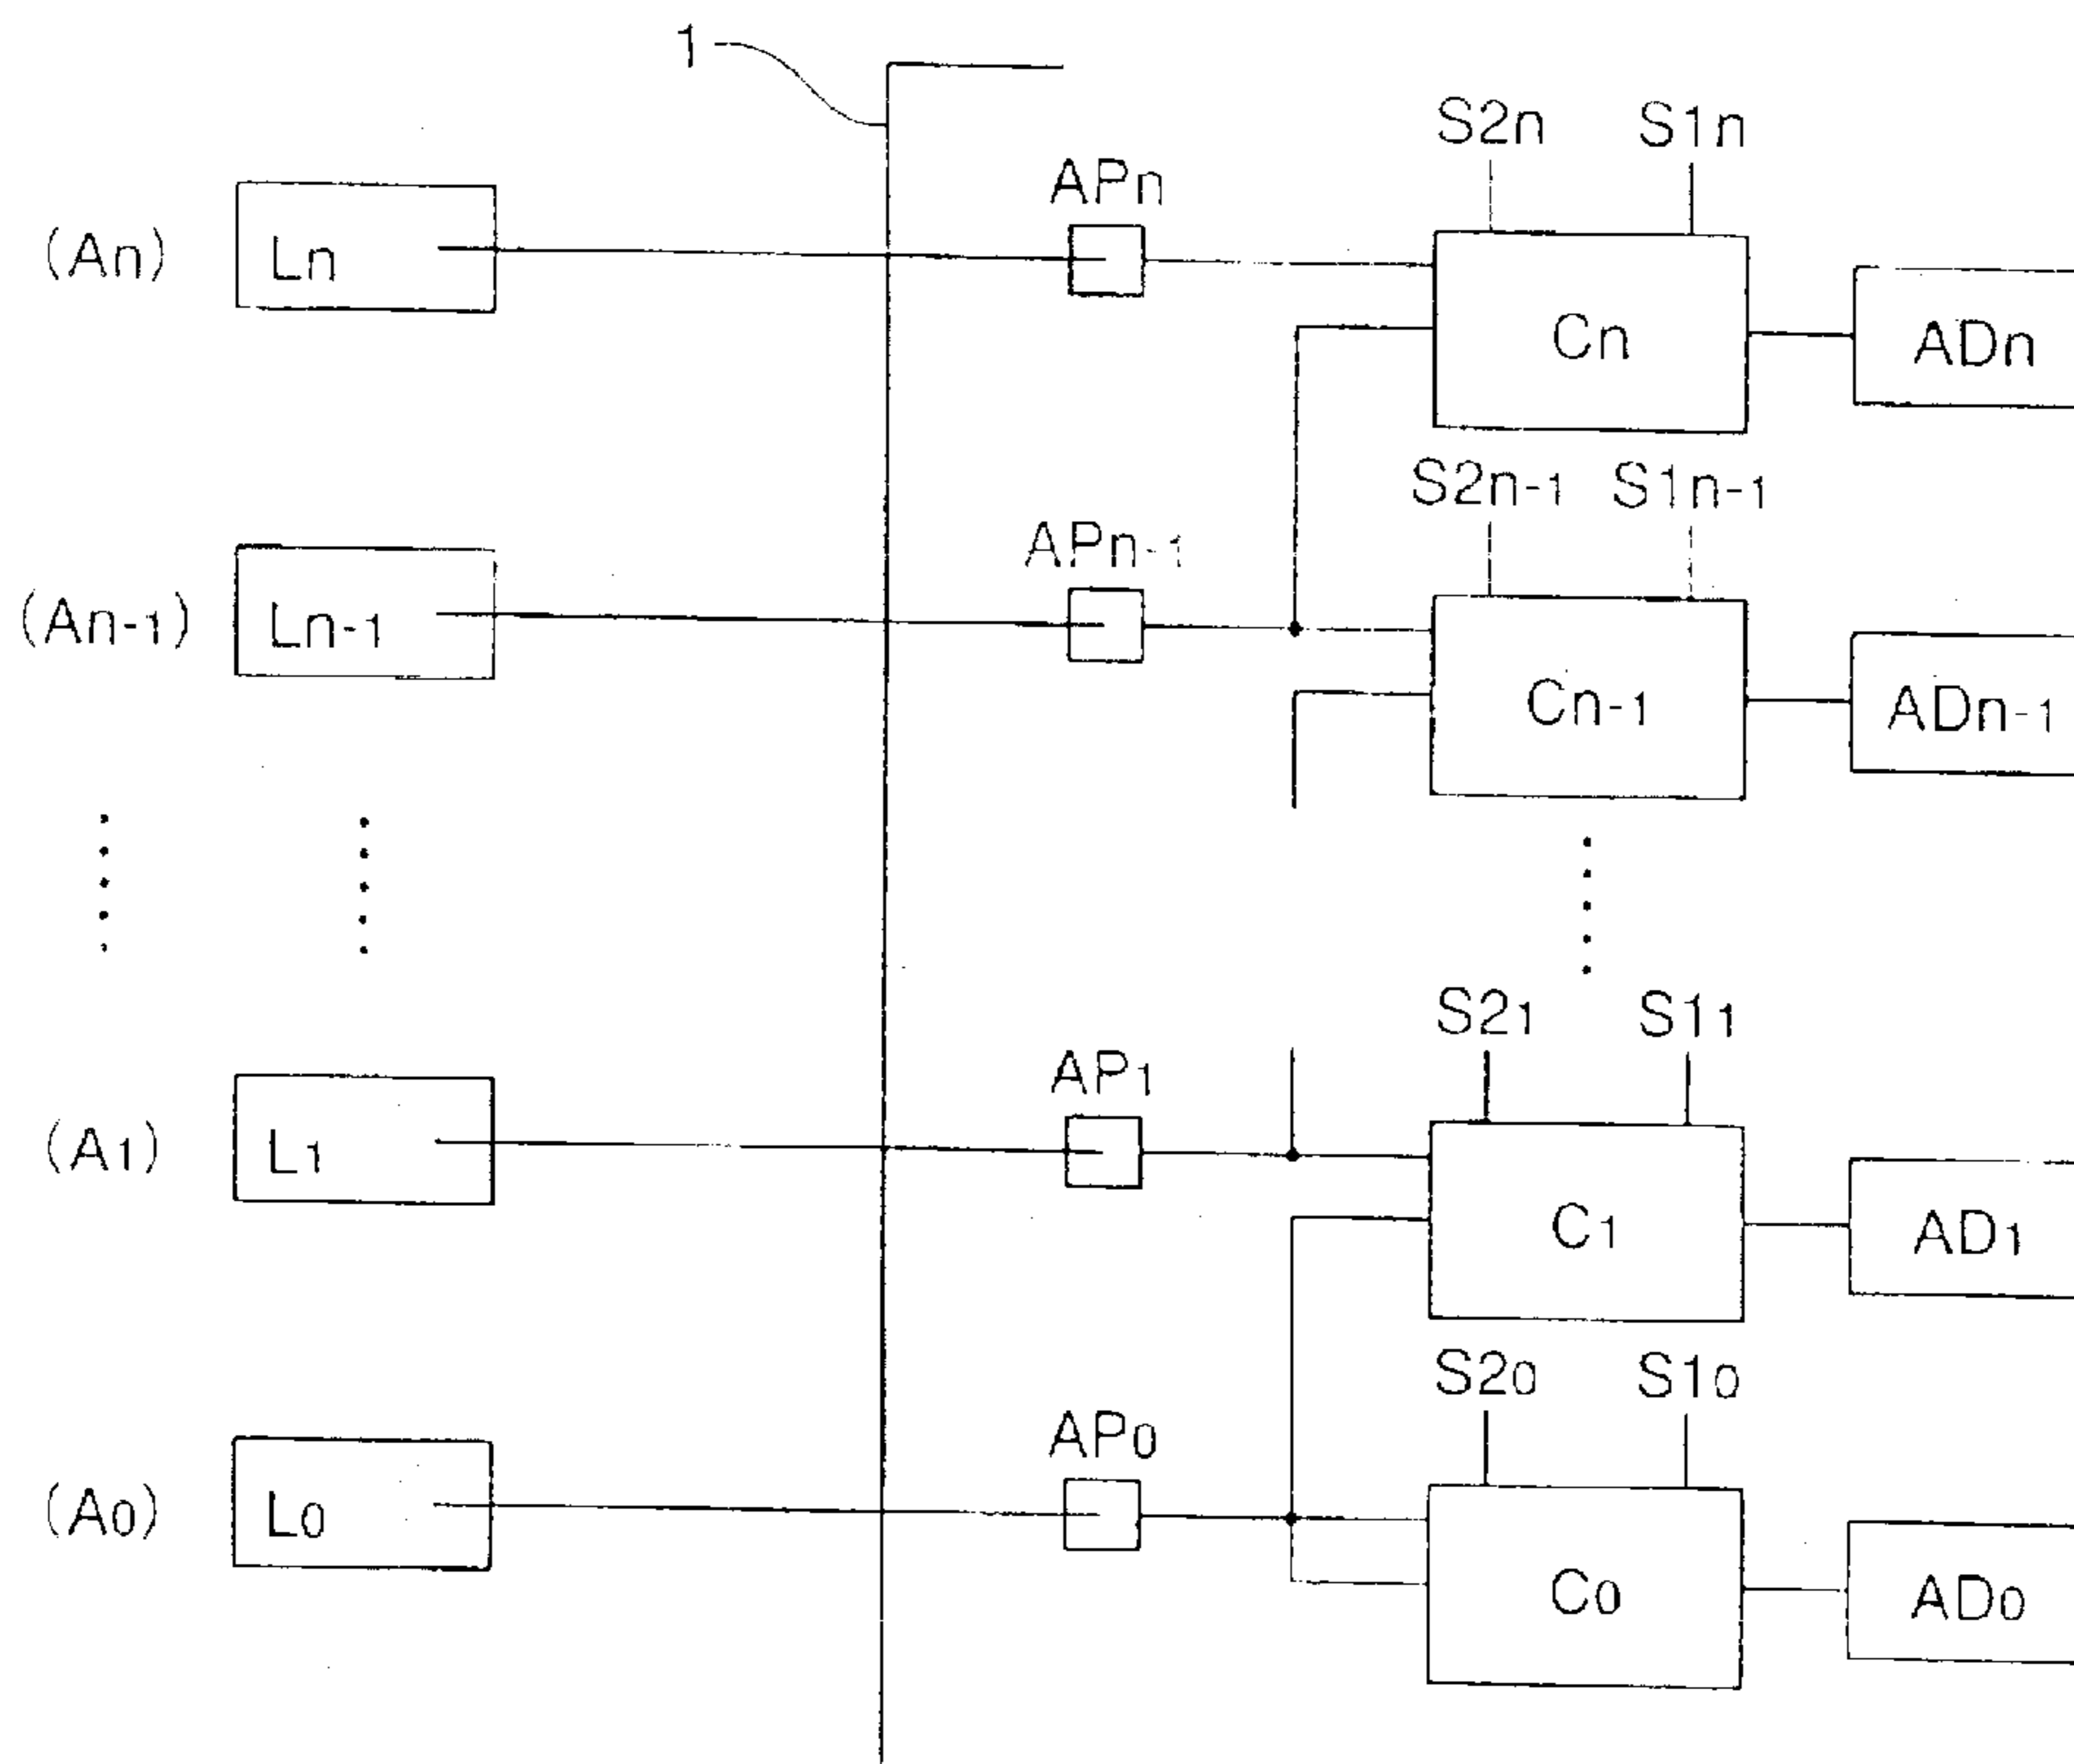 1
S2n S1n
APn
(An) Ln
Cn ADn
S2n-1 S1n-1
APn-1
(An-1) Ln-1
Cn-1 ADn-1
S21 S11
AP1
(A1) L1
C1 AD1
S20 S10
AP0
(A0) L0
C0 AD0